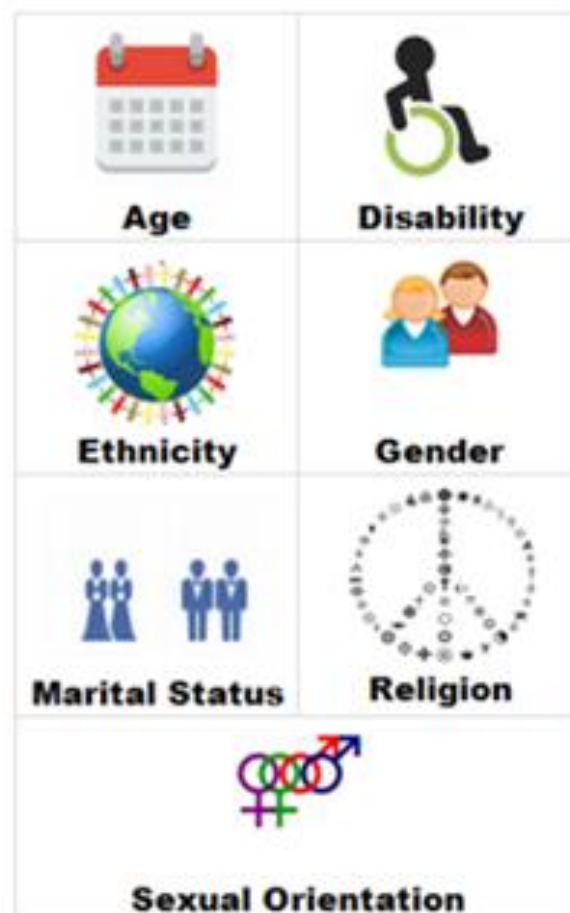 Age
Disability
Ethnicity
Gender
Marital Status
Religion
Sexual Orientation